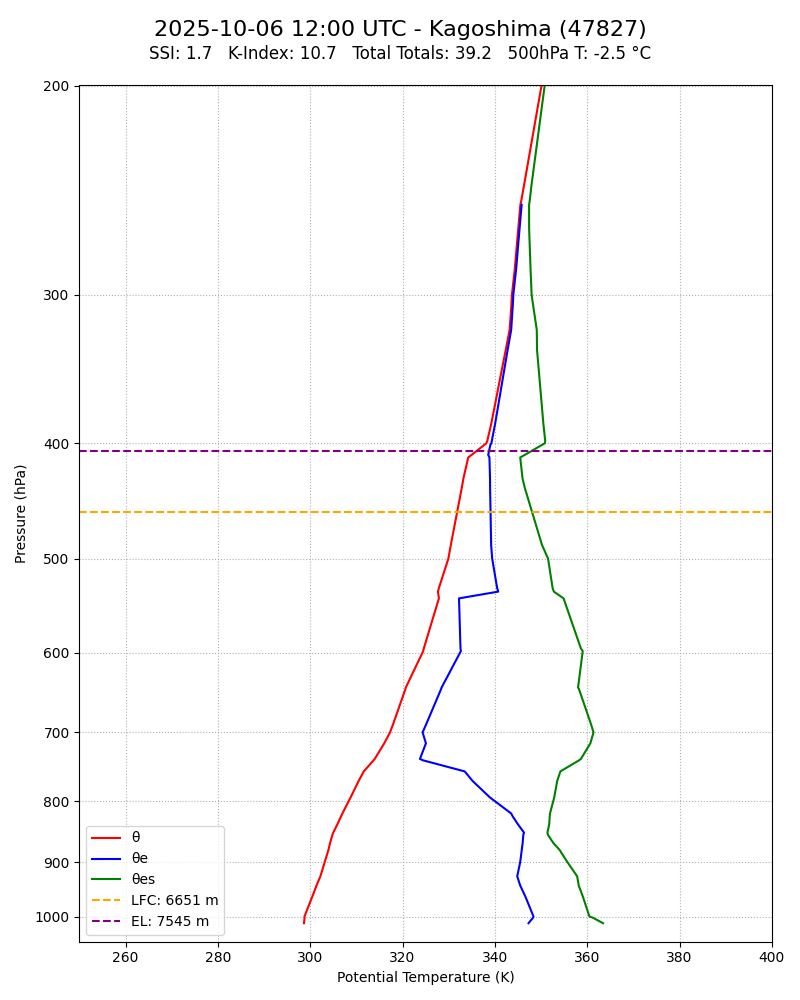 2025-10-06 12:00 UTC - Kagoshima (47827)
SSI: 1.7   K-Index: 10.7   Total Totals: 39.2   500hPa T: -2.5 °C
200
300
400
500
600
700
800
900
1000
Pressure (hPa)
θ
θe
θes
LFC: 6651 m
EL: 7545 m
260 280 300 320 340 360 380 400
Potential Temperature (K)